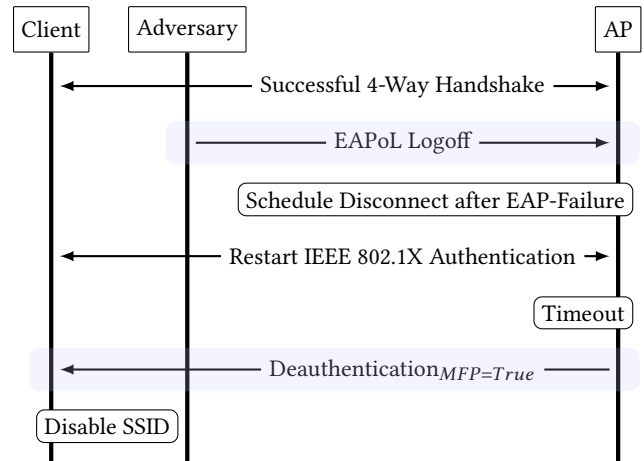 Client Adversary AP
Successful 4-Way Handshake
EAPoL Logoff
Schedule Disconnect after EAP-Failure
Restart IEEE 802.1X Authentication
Timeout
Deauthentication_{MFP=True}
Disable SSID